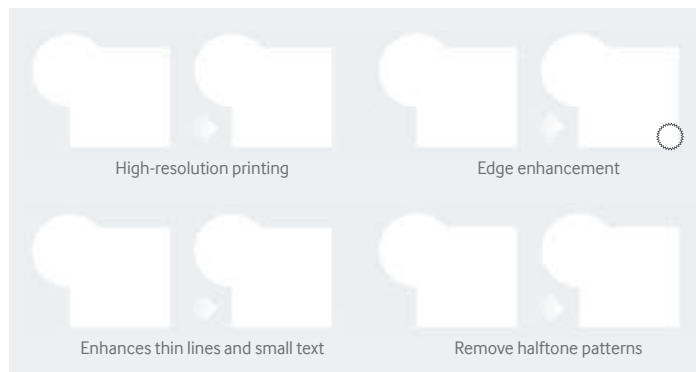 High-resolution printing
Edge enhancement
Enhances thin lines and small text
Remove halftone patterns